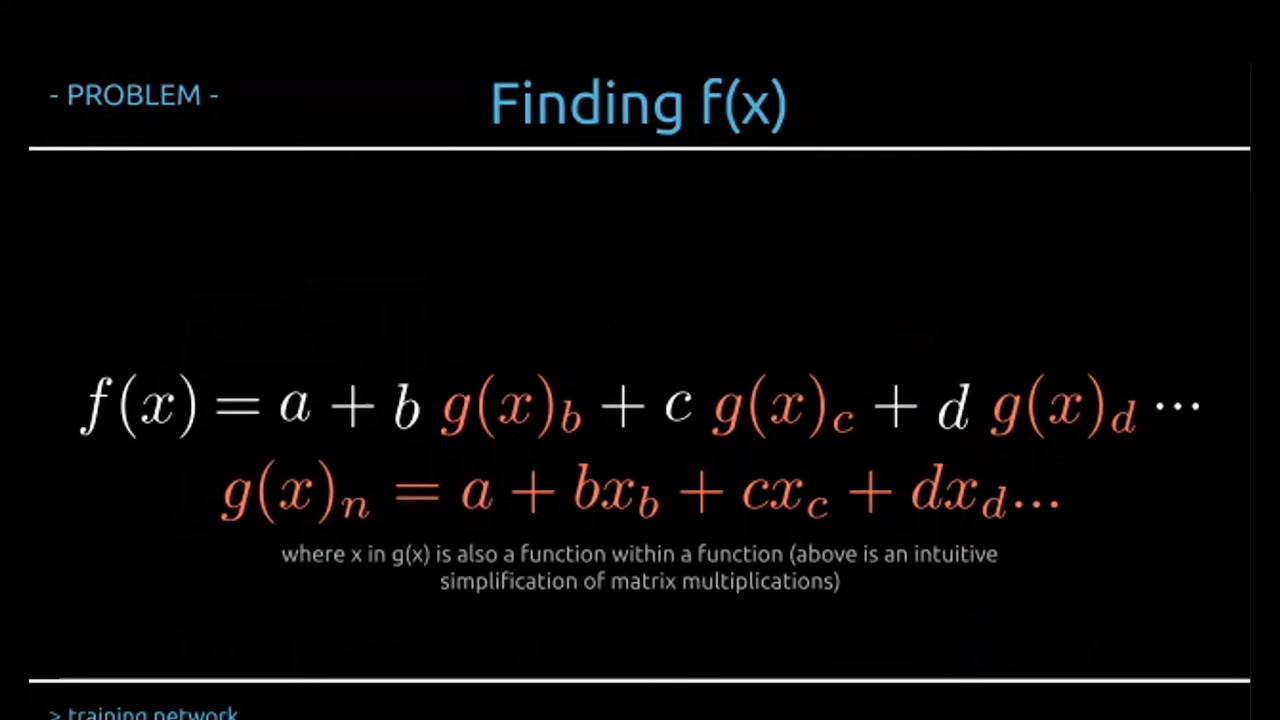 - PROBLEM -
Finding f(x)
f(x) = a + b g(x)_b + c g(x)_c + d g(x)_d ···
g(x)_n = a + bx_b + cx_c + dx_d...
where x in g(x) is also a function within a function (above is an intuitive
simplification of matrix multiplications)
> training network